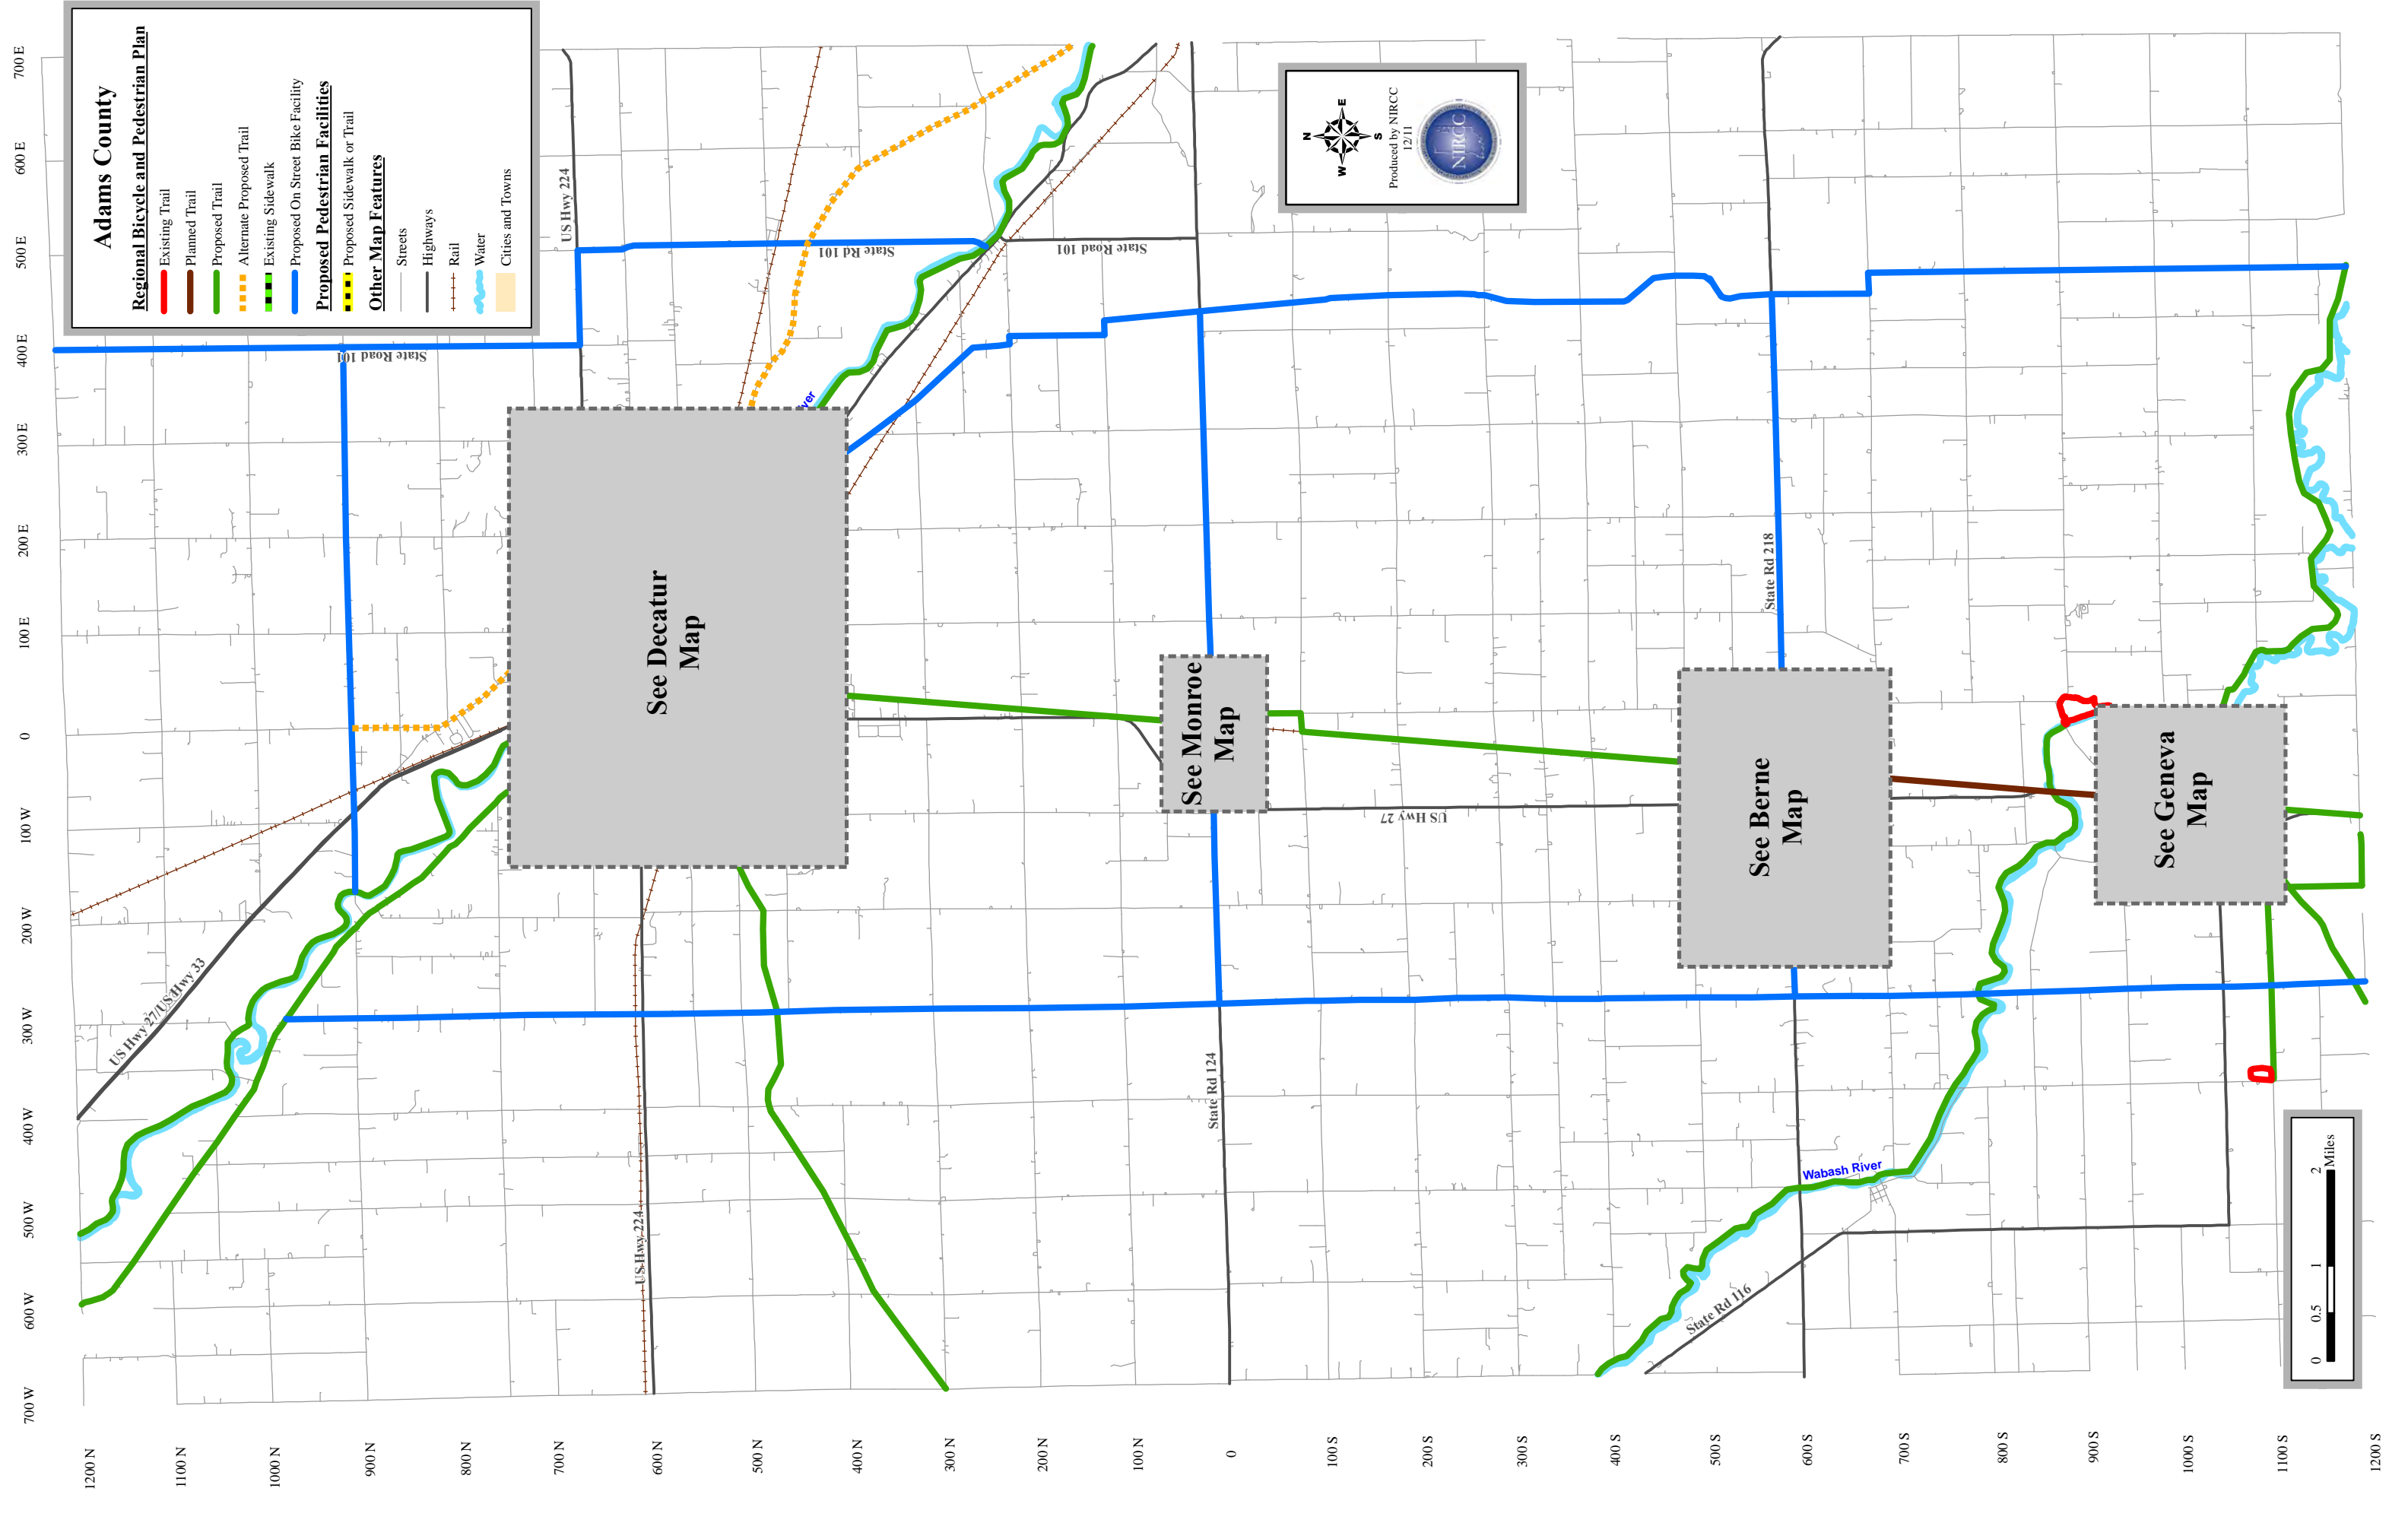 Adams County
Regional Bicycle and Pedestrian Plan
Existing Trail
Planned Trail
Proposed Trail
Alternate Proposed Trail
Existing Sidewalk
Proposed On Street Bike Facility
Proposed Pedestrian Facilities
Proposed Sidewalk or Trail
Other Map Features
Streets
Highways
Rail
Water
Cities and Towns
700 E
600 E
500 E
400 E
300 E
200 E
100 E
0
100 W
200 W
300 W
400 W
500 W
600 W
700 W
1200 N
1100 N
1000 N
900 N
800 N
700 N
600 N
500 N
400 N
300 N
200 N
100 N
0
100 S
200 S
300 S
400 S
500 S
600 S
700 S
800 S
900 S
1000 S
1100 S
1200 S
US Hwy 224
State Road 101
State Rd 101
State Road 101
US Hwy 27/US Hwy 33
US Hwy 224
State Rd 124
US Hwy 27
State Rd 218
State Rd 116
Wabash River
See Decatur
Map
See Monroe
Map
See Berne
Map
See Geneva
Map
N
W
E
S
Produced by NIRCC
12/11
NIRCC
0 0.5 1 2
Miles